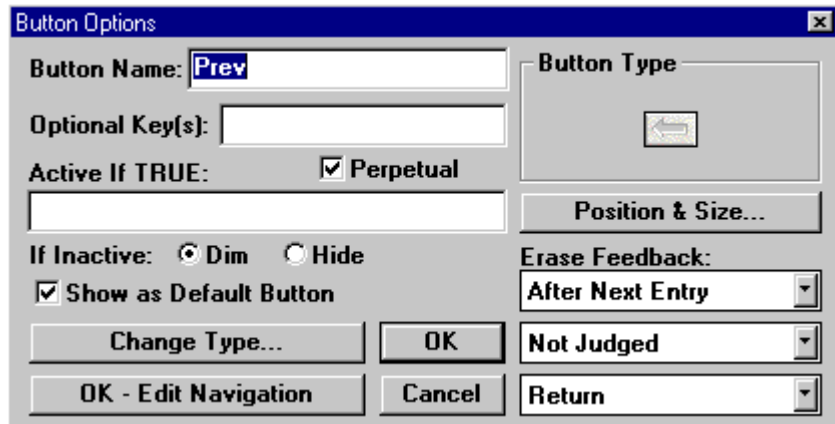 Button Options
Button Name: Prev
Button Type
Optional Key(s):
Active If TRUE: Perpetual
Position & Size...
If Inactive: Dim Hide
Erase Feedback:
Show as Default Button
After Next Entry
Change Type... OK
Not Judged
OK - Edit Navigation Cancel
Return